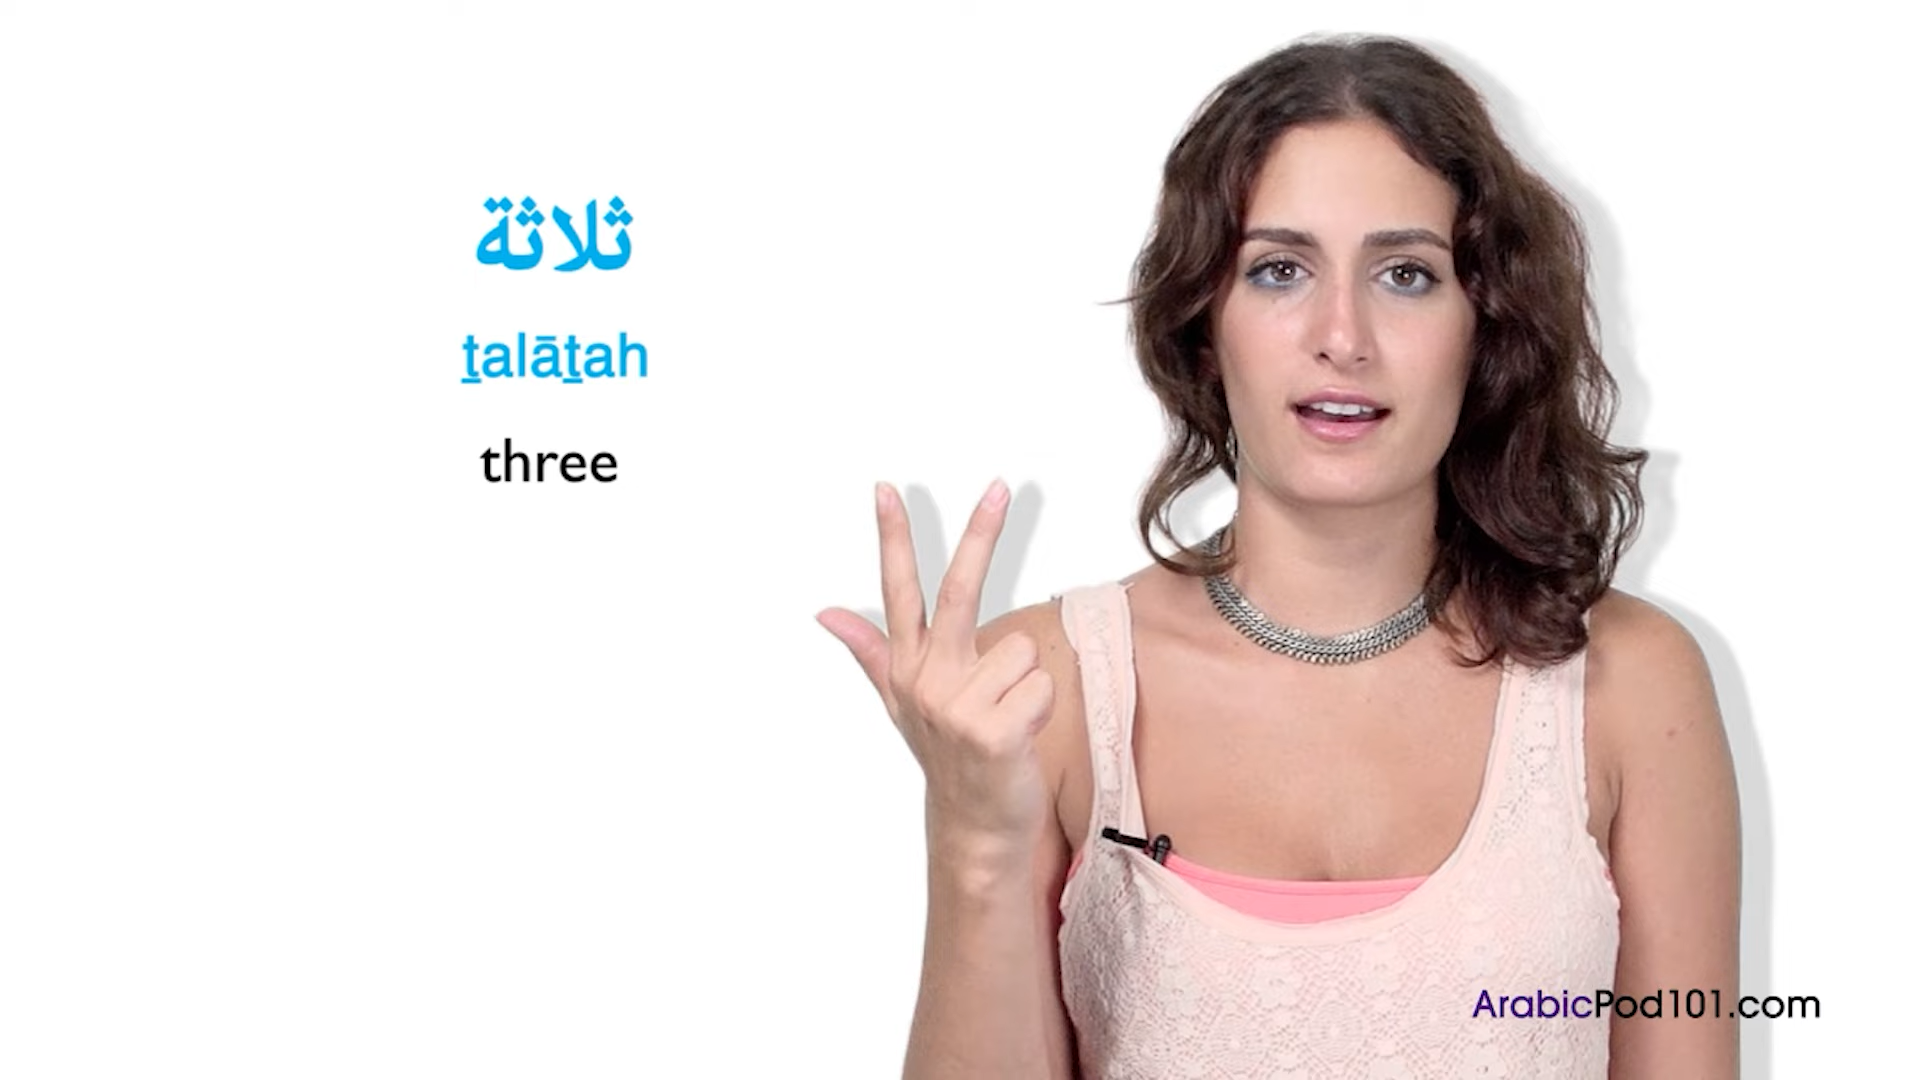 ثلاثة
ṯalāṯah
three
ArabicPod101.com